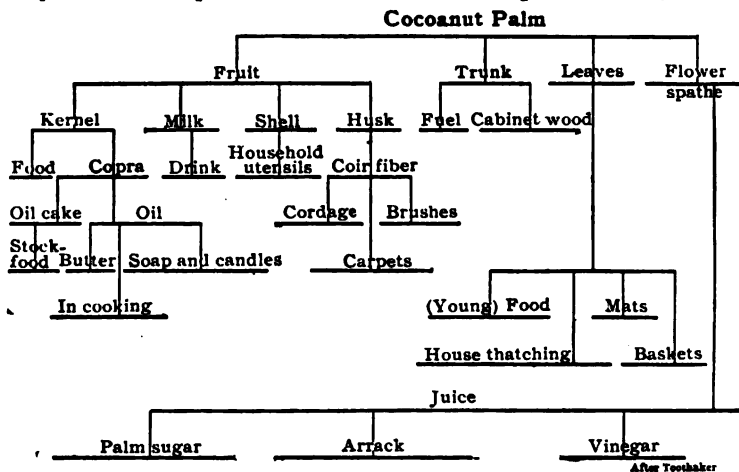 Cocoanut Palm
Fruit Trunk Leaves Flower
spathe
Kernel Milk Shell Husk Fuel Cabinet wood
Food Copra Drink Household
utensils Coir fiber
Oil cake Oil Cordage Brushes
Stock-
food Butter Soap and candles Carpets
In cooking (Young) Food Mats
House thatching Baskets
Juice
Palm sugar Arrack Vinegar
After Toothaker